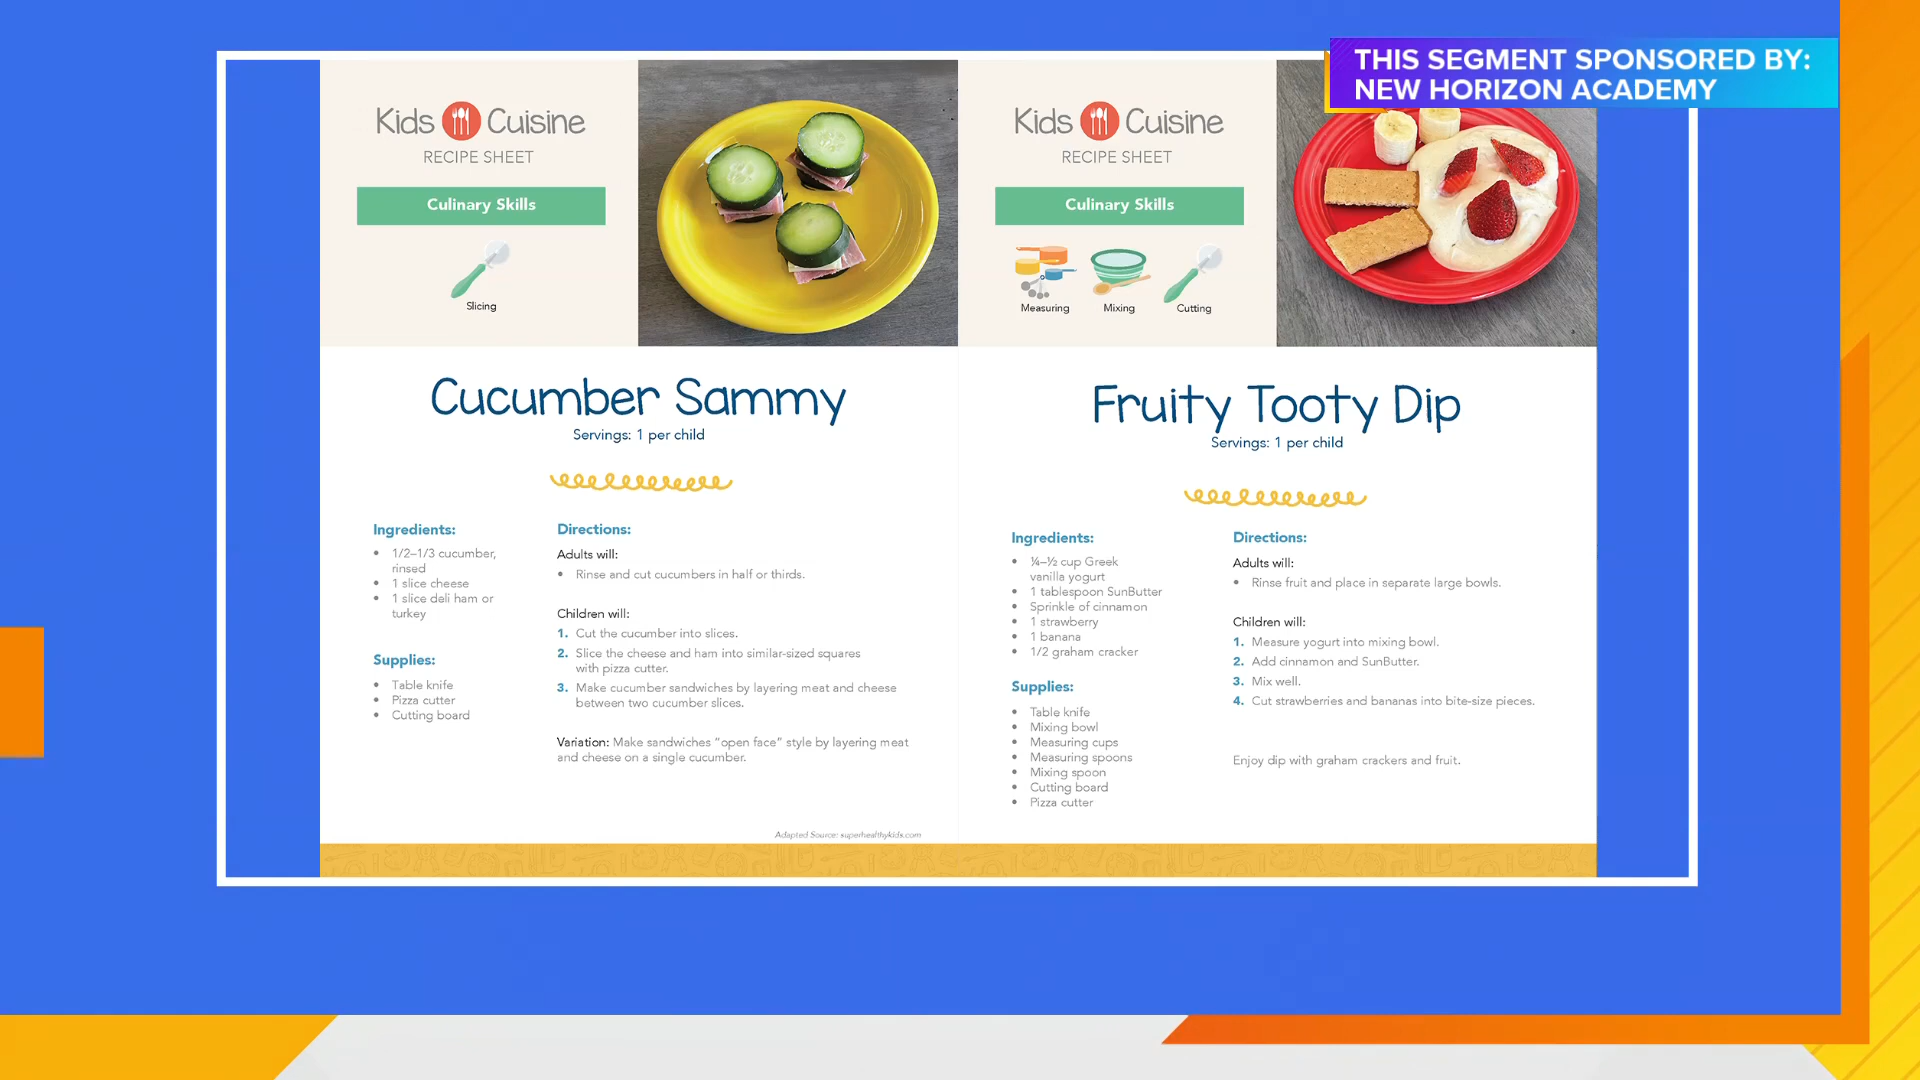 THIS SEGMENT SPONSORED BY:
NEW HORIZON ACADEMY
Kids Cuisine
RECIPE SHEET
Culinary Skills
Slicing
Cucumber Sammy
Servings: 1 per child
Ingredients:
• 1/2–1/3 cucumber,
rinsed
• 1 slice cheese
• 1 slice deli ham or
turkey
Supplies:
• Table knife
• Pizza cutter
• Cutting board
Directions:
Adults will:
• Rinse and cut cucumbers in half or thirds.
Children will:
1. Cut the cucumber into slices.
2. Slice the cheese and ham into similar-sized squares
with pizza cutter.
3. Make cucumber sandwiches by layering meat and cheese
between two cucumber slices.
Variation: Make sandwiches “open face” style by layering meat
and cheese on a single cucumber.
Adapted Source: superhealthykids.com
Kids Cuisine
RECIPE SHEET
Culinary Skills
Measuring Mixing Cutting
Fruity Tooty Dip
Servings: 1 per child
Ingredients:
• ¼–½ cup Greek
vanilla yogurt
• 1 tablespoon SunButter
• Sprinkle of cinnamon
• 1 strawberry
• 1 banana
• 1/2 graham cracker
Supplies:
• Table knife
• Mixing bowl
• Measuring cups
• Measuring spoons
• Mixing spoon
• Cutting board
• Pizza cutter
Directions:
Adults will:
• Rinse fruit and place in separate large bowls.
Children will:
1. Measure yogurt into mixing bowl.
2. Add cinnamon and SunButter.
3. Mix well.
4. Cut strawberries and bananas into bite-size pieces.
Enjoy dip with graham crackers and fruit.